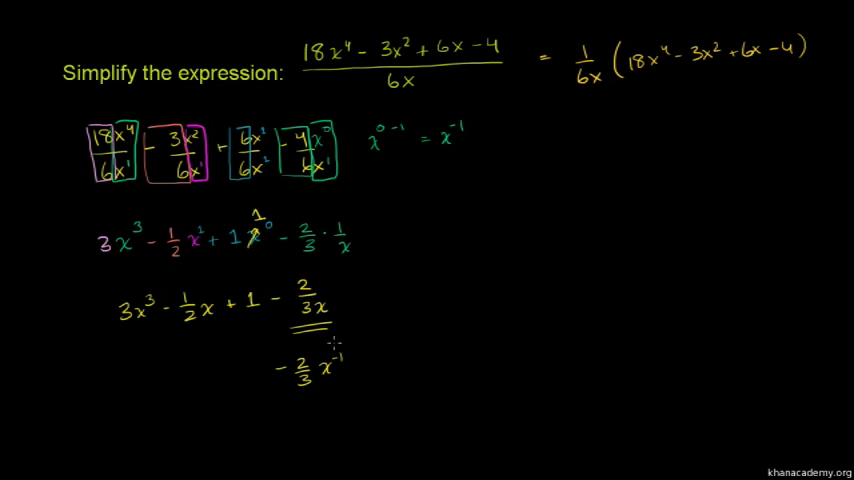 Simplify the expression: (18x⁴ - 3x² + 6x - 4) / 6x = 1/6x (18x⁴ - 3x² + 6x - 4)
18x⁴/6x¹ - 3x²/6x¹ + 6x¹/6x¹ - 4x⁰/6x¹ x⁰⁻¹ = x⁻¹
3x³ - 1/2 x¹ + 1x⁰ 1 - 2/3 · 1/x
3x³ - 1/2 x + 1 - 2/3x
- 2/3 x⁻¹
khanacademy.org